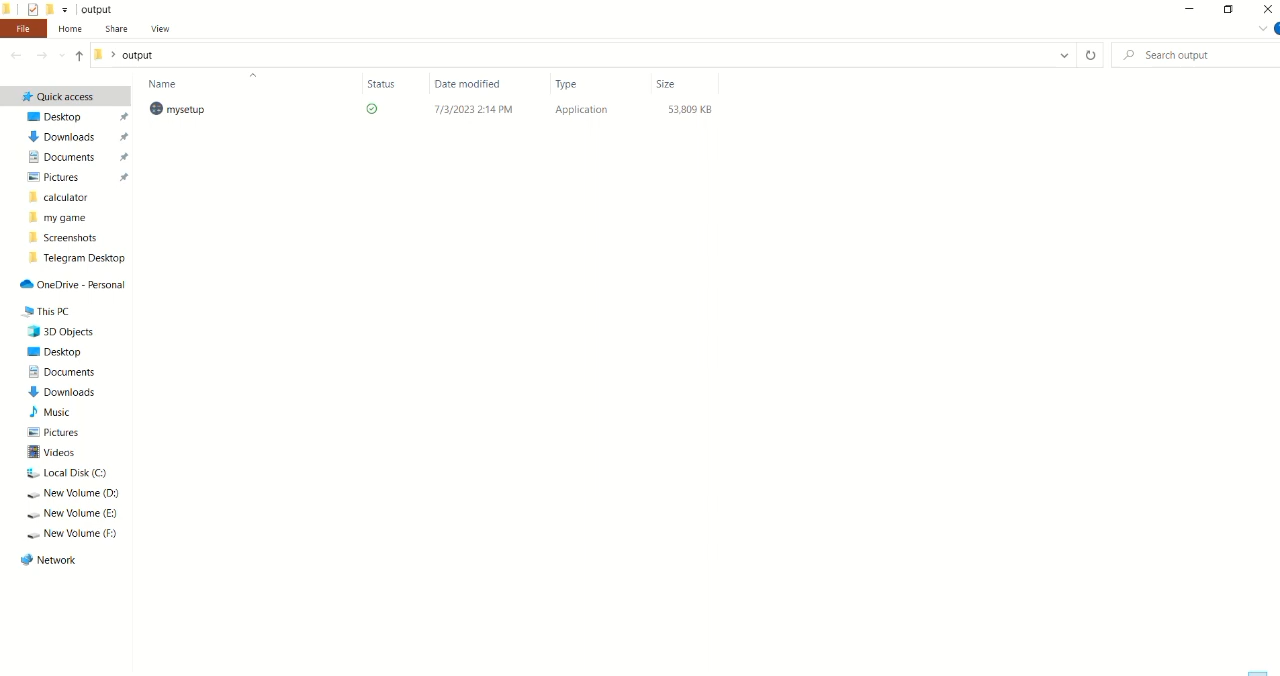 output
File Home Share View
output
Search output
Name Status Date modified Type Size
mysetup 7/3/2023 2:14 PM Application 53,809 KB
Quick access
Desktop
Downloads
Documents
Pictures
calculator
my game
Screenshots
Telegram Desktop
OneDrive - Personal
This PC
3D Objects
Desktop
Documents
Downloads
Music
Pictures
Videos
Local Disk (C:)
New Volume (D:)
New Volume (E:)
New Volume (F:)
Network